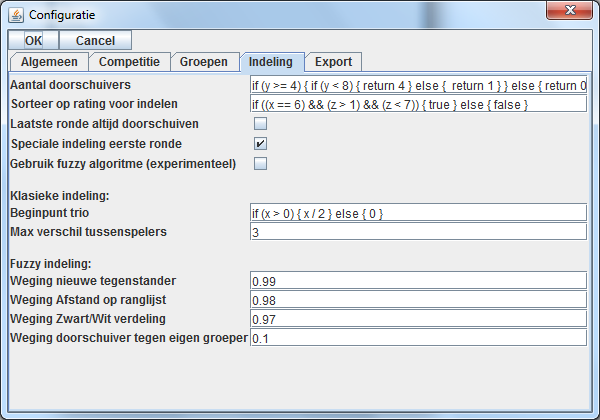 Configuratie
OK Cancel
Algemeen Competitie Groepen Indeling Export
Aantal doorschuivers if (y >= 4) { if (y < 8) { return 4 } else {  return 1 } } else { return 0
Sorteer op rating voor indelen if ((x == 6) && (z > 1) && (z < 7)) { true } else { false }
Laatste ronde altijd doorschuiven
Speciale indeling eerste ronde
Gebruik fuzzy algoritme (experimenteel)
Klasieke indeling:
Beginpunt trio if (x > 0) { x / 2 } else { 0 }
Max verschil tussenspelers 3
Fuzzy indeling:
Weging nieuwe tegenstander 0.99
Weging Afstand op ranglijst 0.98
Weging Zwart/Wit verdeling 0.97
Weging doorschuiver tegen eigen groeper 0.1